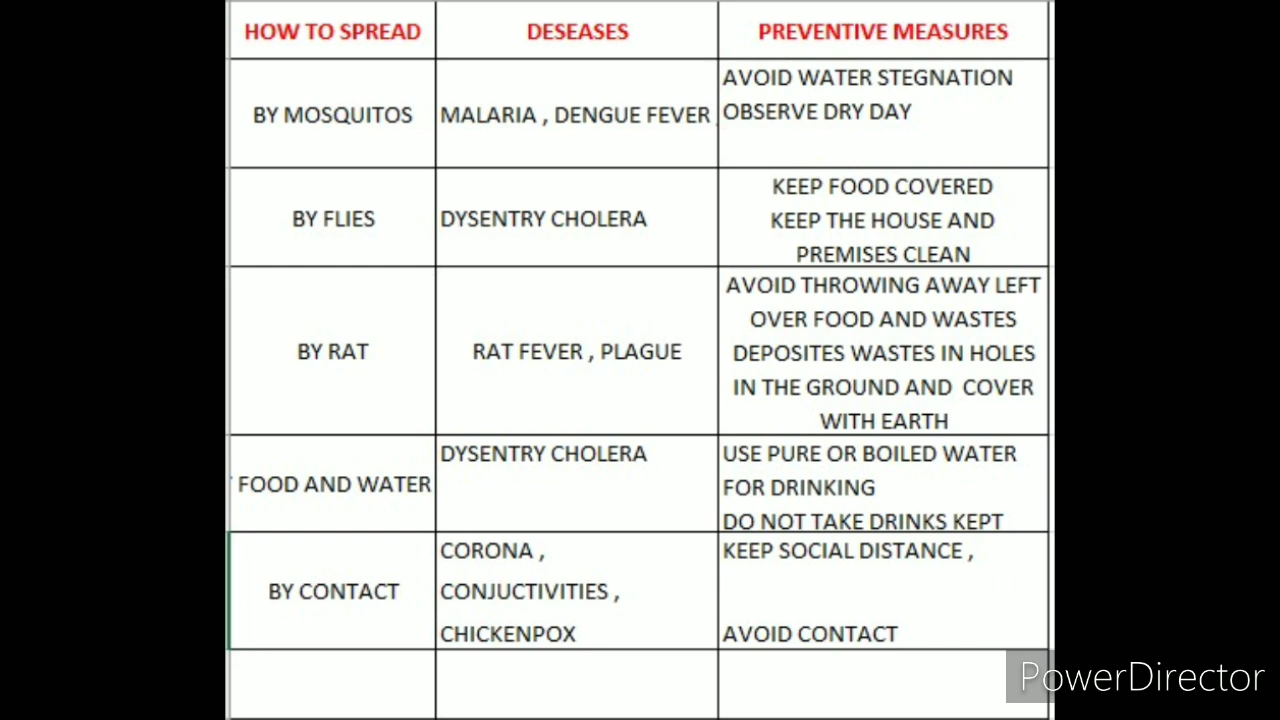 HOW TO SPREAD DESEASES PREVENTIVE MEASURES
BY MOSQUITOS MALARIA , DENGUE FEVER , AVOID WATER STEGNATION
OBSERVE DRY DAY
BY FLIES DYSENTRY CHOLERA KEEP FOOD COVERED
KEEP THE HOUSE AND
PREMISES CLEAN
BY RAT RAT FEVER , PLAGUE AVOID THROWING AWAY LEFT
OVER FOOD AND WASTES
DEPOSITES WASTES IN HOLES
IN THE GROUND AND COVER
WITH EARTH
FOOD AND WATER DYSENTRY CHOLERA USE PURE OR BOILED WATER
FOR DRINKING
DO NOT TAKE DRINKS KEPT
BY CONTACT CORONA ,
CONJUCTIVITIES ,
CHICKENPOX
KEEP SOCIAL DISTANCE ,
AVOID CONTACT
PowerDirector